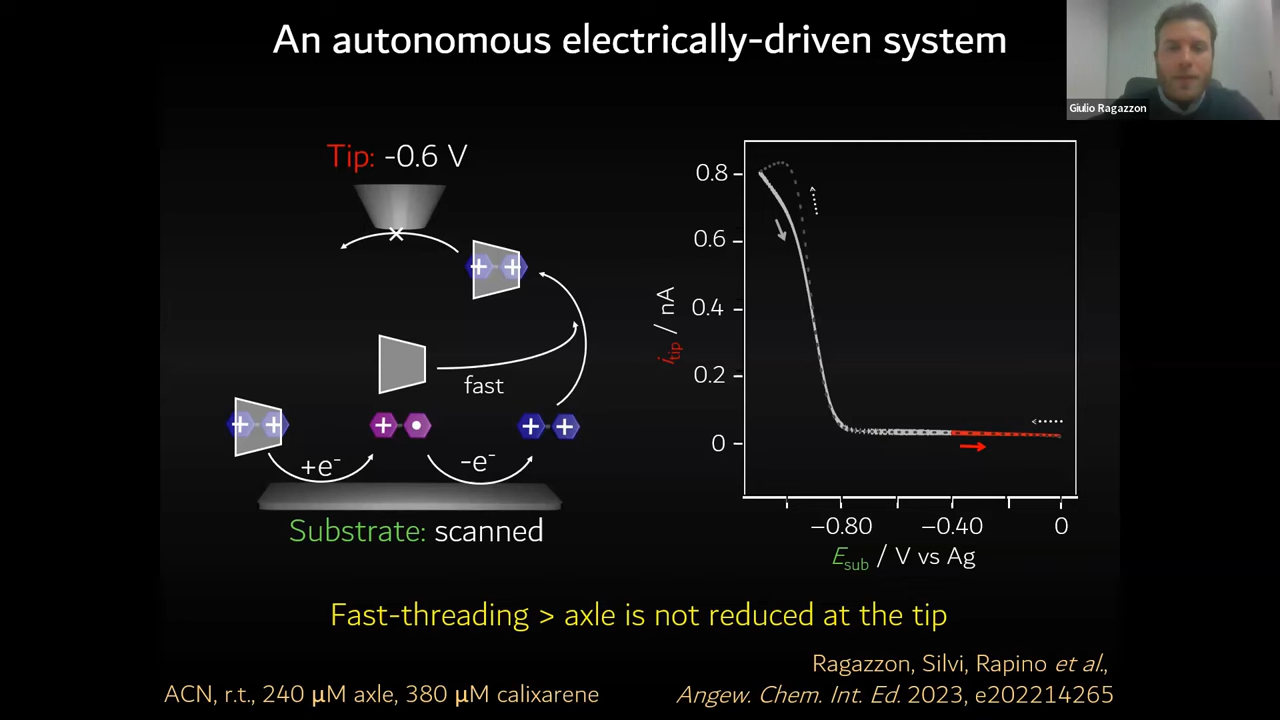 An autonomous electrically-driven system
Giulio Ragazzon
Tip: -0.6 V
fast
+e⁻
-e⁻
Substrate: scanned
0.8
0.6
0.4
0.2
0
i_tip / nA
−0.80
−0.40
0
E_sub / V vs Ag
Fast-threading > axle is not reduced at the tip
Ragazzon, Silvi, Rapino et al.,
ACN, r.t., 240 μM axle, 380 μM calixarene
Angew. Chem. Int. Ed. 2023, e202214265